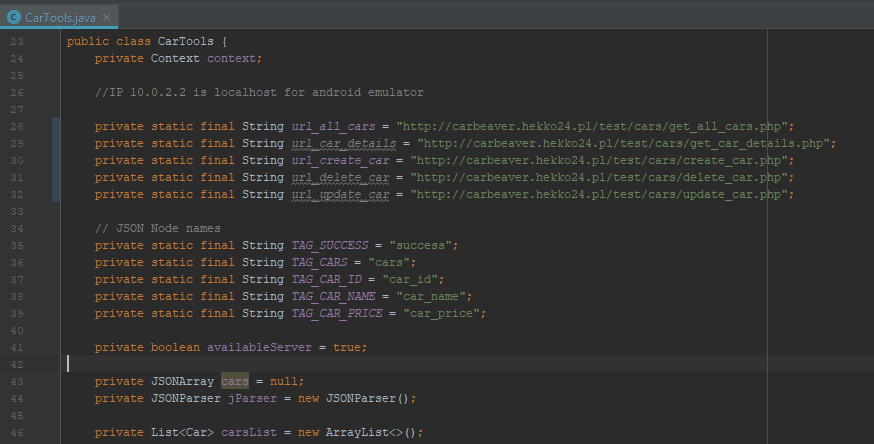 CarTools.java
23 public class CarTools {
24 private Context context;
25
26 //IP 10.0.2.2 is localhost for android emulator
27
28 private static final String url_all_cars = "http://carbeaver.hekko24.pl/test/cars/get_all_cars.php";
29 private static final String url_car_details = "http://carbeaver.hekko24.pl/test/cars/get_car_details.php";
30 private static final String url_create_car = "http://carbeaver.hekko24.pl/test/cars/create_car.php";
31 private static final String url_delete_car = "http://carbeaver.hekko24.pl/test/cars/delete_car.php";
32 private static final String url_update_car = "http://carbeaver.hekko24.pl/test/cars/update_car.php";
33
34 // JSON Node names
35 private static final String TAG_SUCCESS = "success";
36 private static final String TAG_CARS = "cars";
37 private static final String TAG_CAR_ID = "car_id";
38 private static final String TAG_CAR_NAME = "car_name";
39 private static final String TAG_CAR_PRICE = "car_price";
40
41 private boolean availableServer = true;
42
43 private JSONArray cars = null;
44 private JSONParser jParser = new JSONParser();
45
46 private List<Car> carsList = new ArrayList<>();